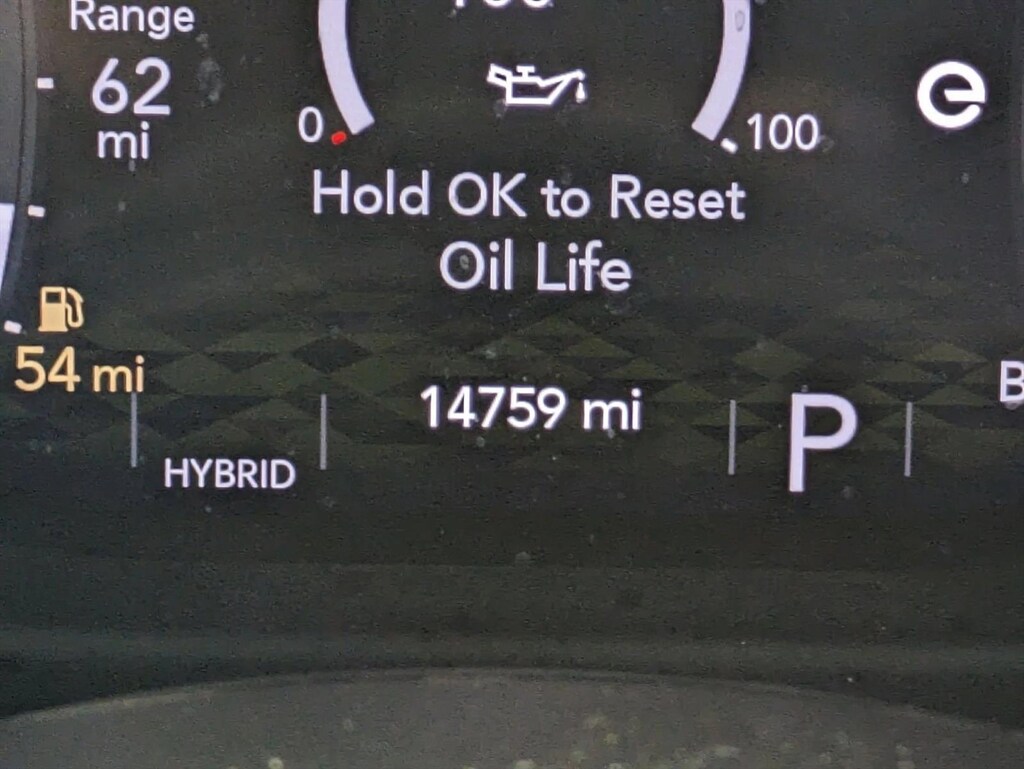 Range
62
mi
0
100
Hold OK to Reset
Oil Life
54 mi
14759 mi
P
HYBRID